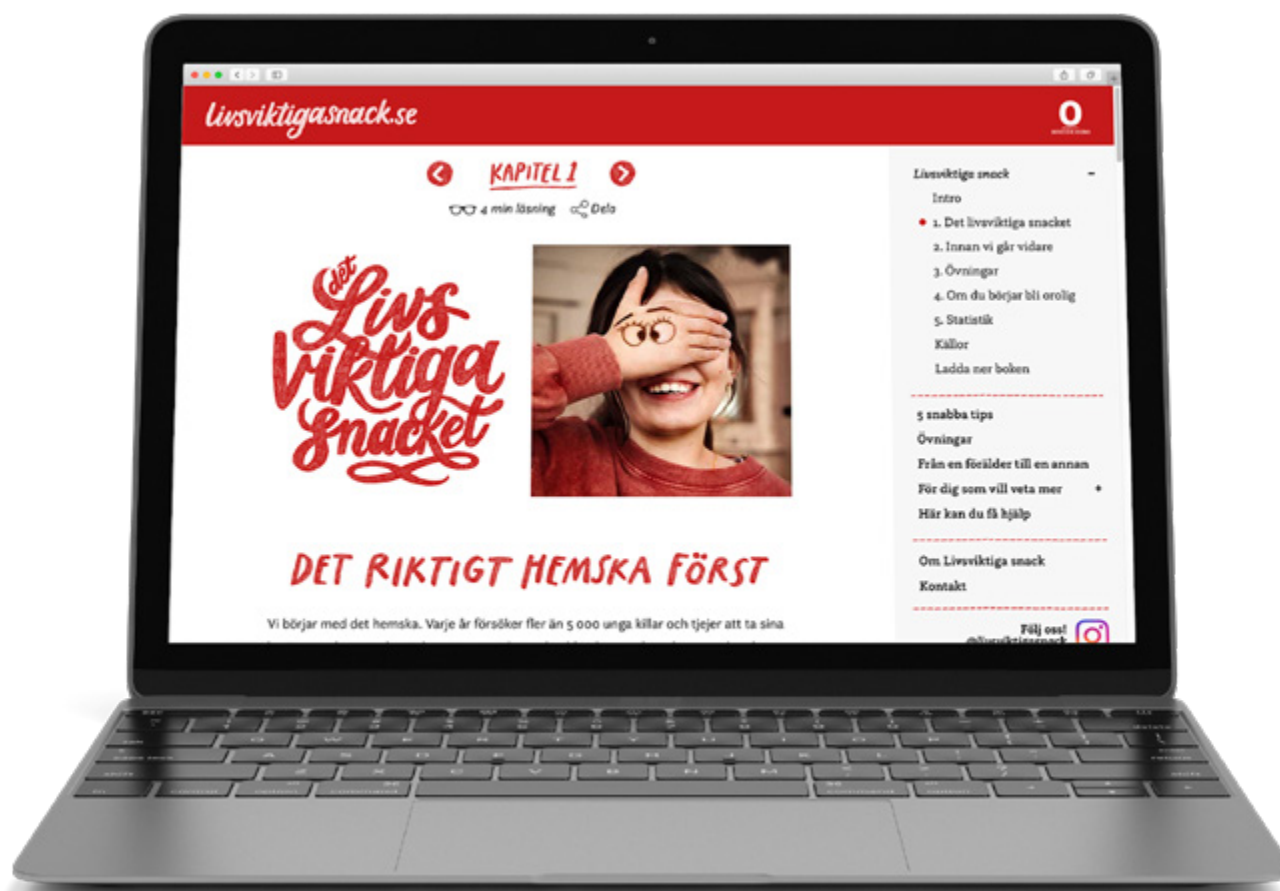 livsviktigasnack.se
O
KAPITEL 1
4 min läsning Dela
det
Livs
viktiga
snacket
DET RIKTIGT HEMSKA FÖRST
Vi börjar med det hemska. Varje år försöker fler än 5 000 unga killar och tjejer att ta sina
Livsviktiga snack -
Intro
1. Det livsviktiga snacket
2. Innan vi går vidare
3. Övningar
4. Om du börjar bli orolig
5. Statistik
Källor
Ladda ner boken
5 snabba tips
Övningar
Från en förälder till en annan
För dig som vill veta mer +
Här kan du få hjälp
Om Livsviktiga snack
Kontakt
Följ oss!
@livsviktigasnack